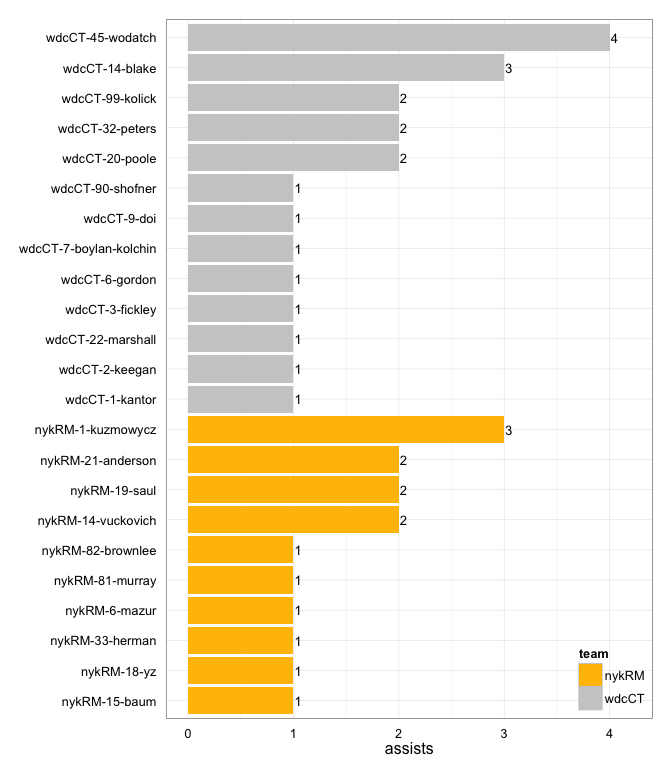 wdcCT-45-wodatch 4
wdcCT-14-blake 3
wdcCT-99-kolick 2
wdcCT-32-peters 2
wdcCT-20-poole 2
wdcCT-90-shofner 1
wdcCT-9-doi 1
wdcCT-7-boylan-kolchin 1
wdcCT-6-gordon 1
wdcCT-3-fickley 1
wdcCT-22-marshall 1
wdcCT-2-keegan 1
wdcCT-1-kantor 1
nykRM-1-kuzmowycz 3
nykRM-21-anderson 2
nykRM-19-saul 2
nykRM-14-vuckovich 2
nykRM-82-brownlee 1
nykRM-81-murray 1
nykRM-6-mazur 1
nykRM-33-herman 1
nykRM-18-yz 1
nykRM-15-baum 1
team
nykRM
wdcCT
0 1 2 3 4
assists